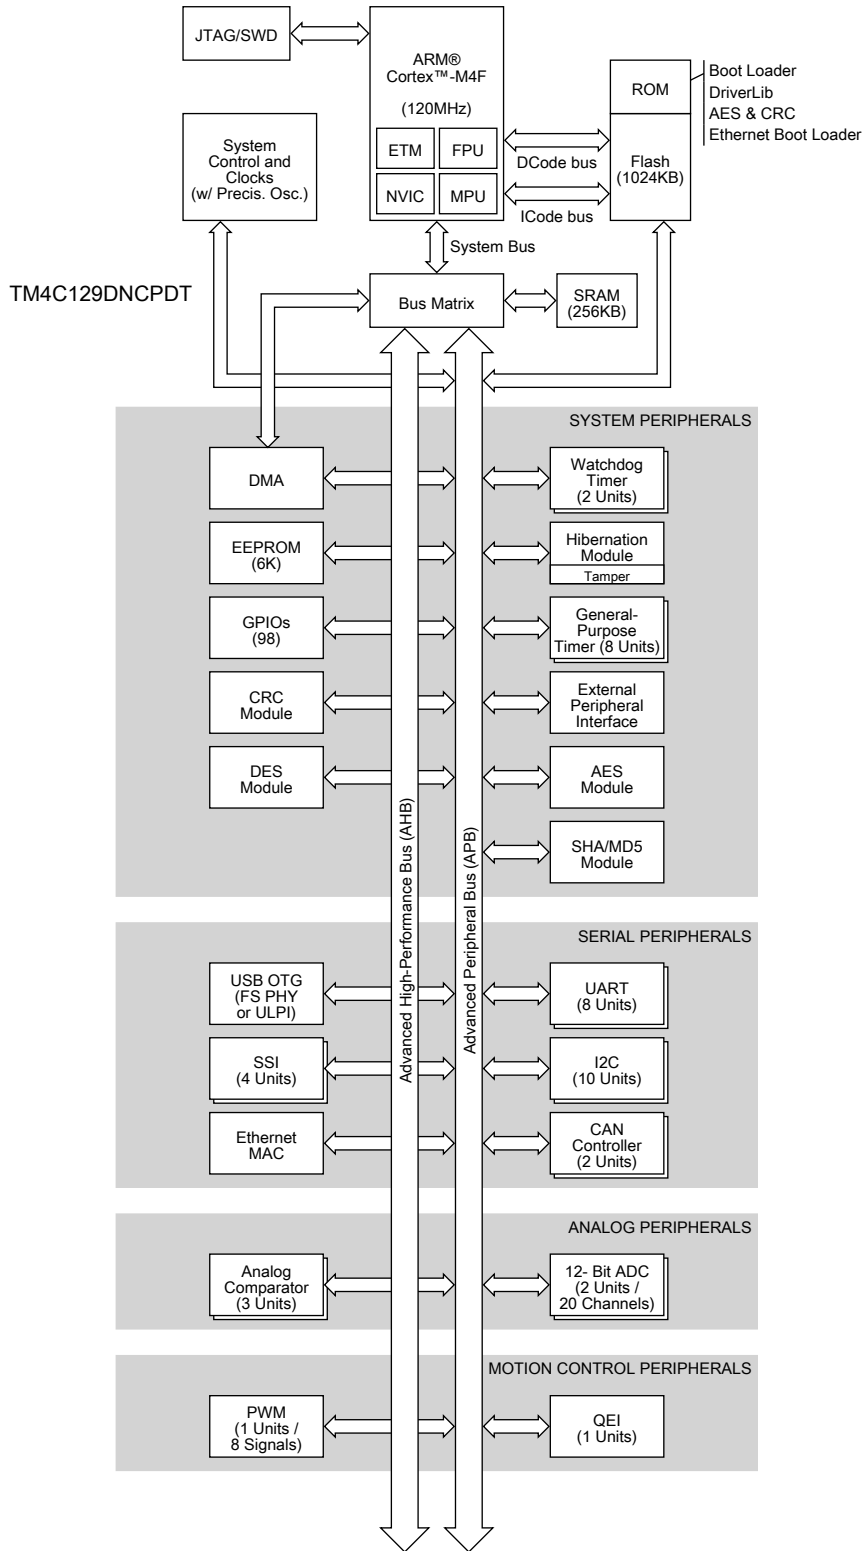 JTAG/SWD
ARM®
Cortex™-M4F
(120MHz)
ETM
FPU
NVIC
MPU
ROM
Flash
(1024KB)
Boot Loader
DriverLib
AES & CRC
Ethernet Boot Loader
System
Control and
Clocks
(w/ Precis. Osc.)
DCode bus
ICode bus
System Bus
TM4C129DNCPDT
Bus Matrix
SRAM
(256KB)
SYSTEM PERIPHERALS
DMA
Watchdog
Timer
(2 Units)
EEPROM
(6K)
Hibernation
Module
Tamper
GPIOs
(98)
General-
Purpose
Timer (8 Units)
CRC
Module
External
Peripheral
Interface
DES
Module
AES
Module
SHA/MD5
Module
Advanced High-Performance Bus (AHB)
Advanced Peripheral Bus (APB)
SERIAL PERIPHERALS
USB OTG
(FS PHY
or ULPI)
UART
(8 Units)
SSI
(4 Units)
I2C
(10 Units)
Ethernet
MAC
CAN
Controller
(2 Units)
ANALOG PERIPHERALS
Analog
Comparator
(3 Units)
12- Bit ADC
(2 Units /
20 Channels)
MOTION CONTROL PERIPHERALS
PWM
(1 Units /
8 Signals)
QEI
(1 Units)